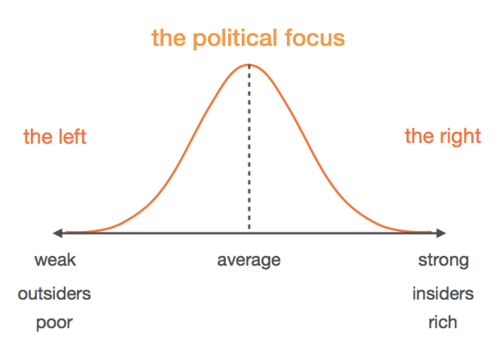 the political focus
the left
the right
weak
average
strong
outsiders
insiders
poor
rich